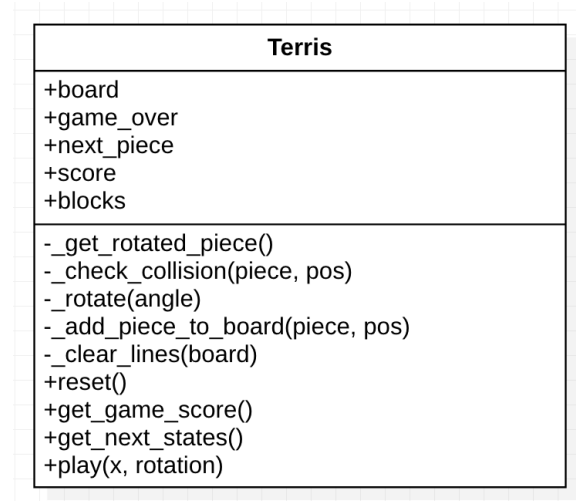 Terris
+board
+game_over
+next_piece
+score
+blocks
-_get_rotated_piece()
-_check_collision(piece, pos)
-_rotate(angle)
-_add_piece_to_board(piece, pos)
-_clear_lines(board)
+reset()
+get_game_score()
+get_next_states()
+play(x, rotation)